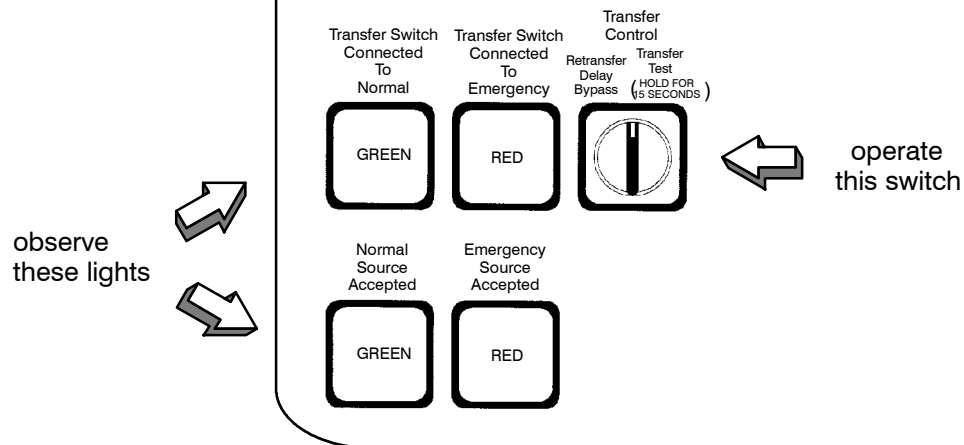 Transfer Switch
Connected
To
Normal
Transfer Switch
Connected
To
Emergency
Transfer
Control
Retransfer
Delay
Bypass
Transfer
Test
(HOLD FOR
15 SECONDS)
GREEN
RED
operate
this switch
observe
these lights
Normal
Source
Accepted
Emergency
Source
Accepted
GREEN
RED